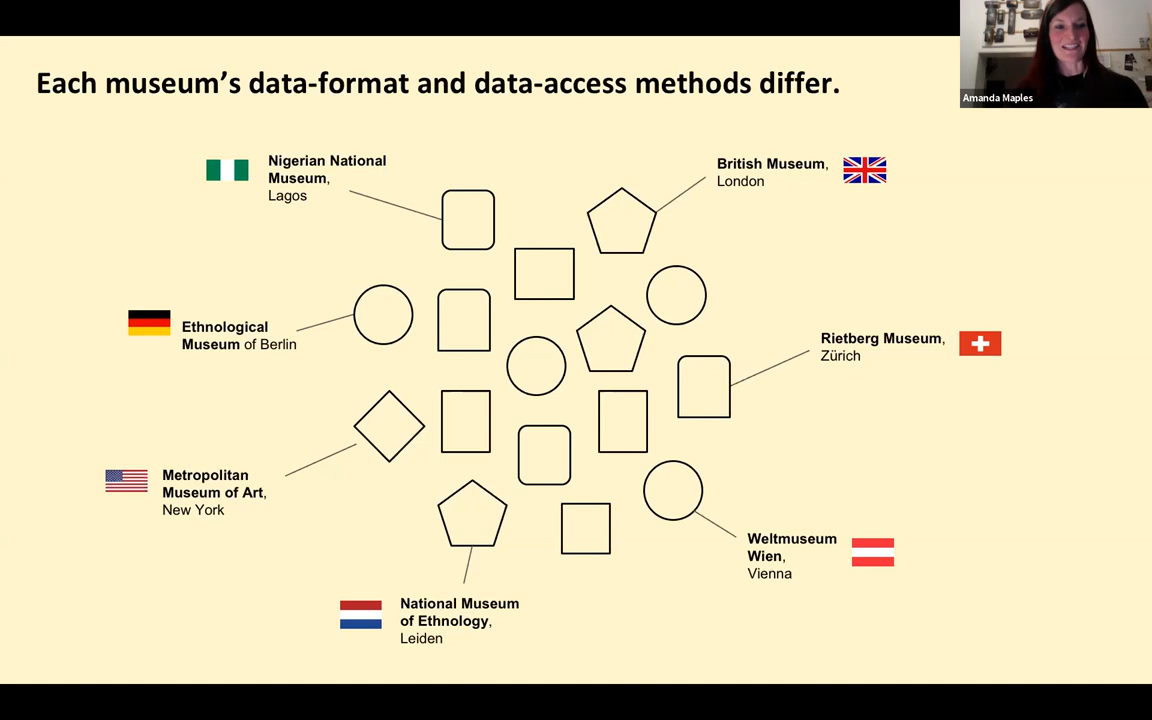 Each museum’s data-format and data-access methods differ.
Amanda Maples
Nigerian National
Museum,
Lagos
British Museum,
London
Ethnological
Museum of Berlin
Rietberg Museum,
Zürich
Metropolitan
Museum of Art,
New York
Weltmuseum
Wien,
Vienna
National Museum
of Ethnology,
Leiden